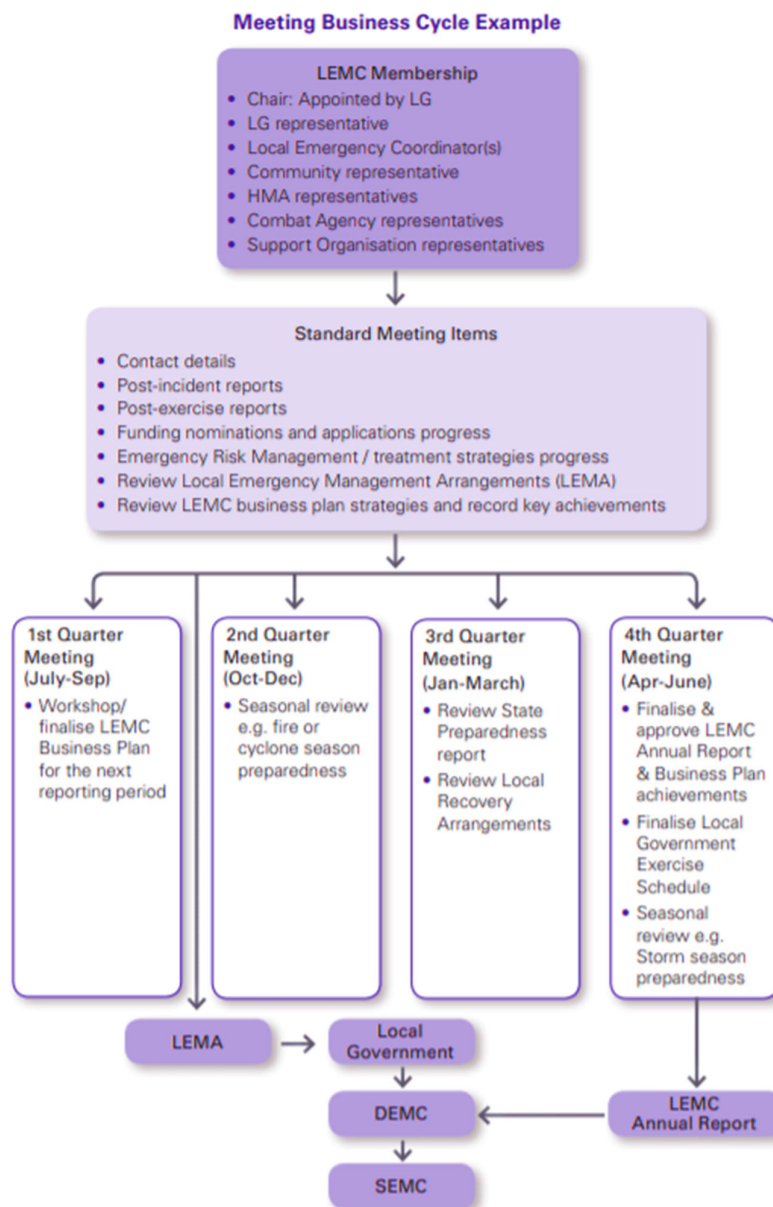 Meeting Business Cycle Example
LEMC Membership
• Chair: Appointed by LG
• LG representative
• Local Emergency Coordinator(s)
• Community representative
• HMA representatives
• Combat Agency representatives
• Support Organisation representatives
Standard Meeting Items
• Contact details
• Post-incident reports
• Post-exercise reports
• Funding nominations and applications progress
• Emergency Risk Management / treatment strategies progress
• Review Local Emergency Management Arrangements (LEMA)
• Review LEMC business plan strategies and record key achievements
1st Quarter
Meeting
(July-Sep)
• Workshop/
finalise LEMC
Business Plan
for the next
reporting period
2nd Quarter
Meeting
(Oct-Dec)
• Seasonal review
e.g. fire or
cyclone season
preparedness
3rd Quarter
Meeting
(Jan-March)
• Review State
Preparedness
report
• Review Local
Recovery
Arrangements
4th Quarter
Meeting
(Apr-June)
• Finalise &
approve LEMC
Annual Report
& Business Plan
achievements
• Finalise Local
Government
Exercise
Schedule
• Seasonal
review e.g.
Storm season
preparedness
LEMA
Local
Government
DEMC
LEMC
Annual Report
SEMC